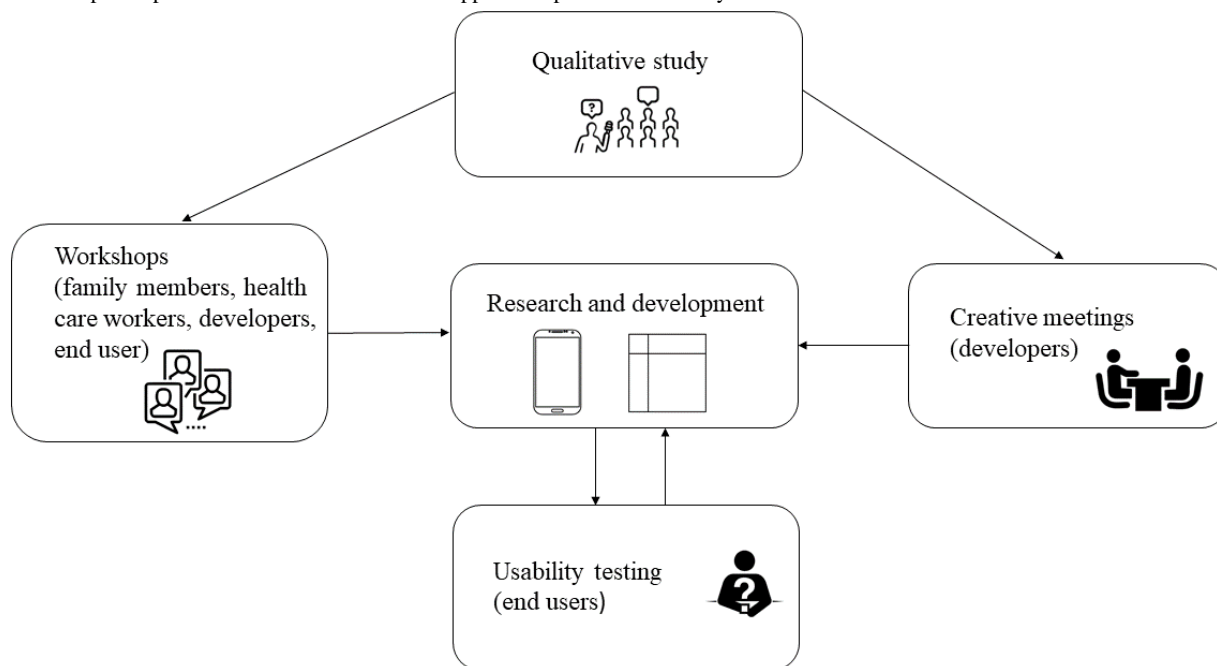 Qualitative study
?
Workshops
(family members, health
care workers, developers,
end user)
....
Research and development
Creative meetings
(developers)
Usability testing
(end users)
?